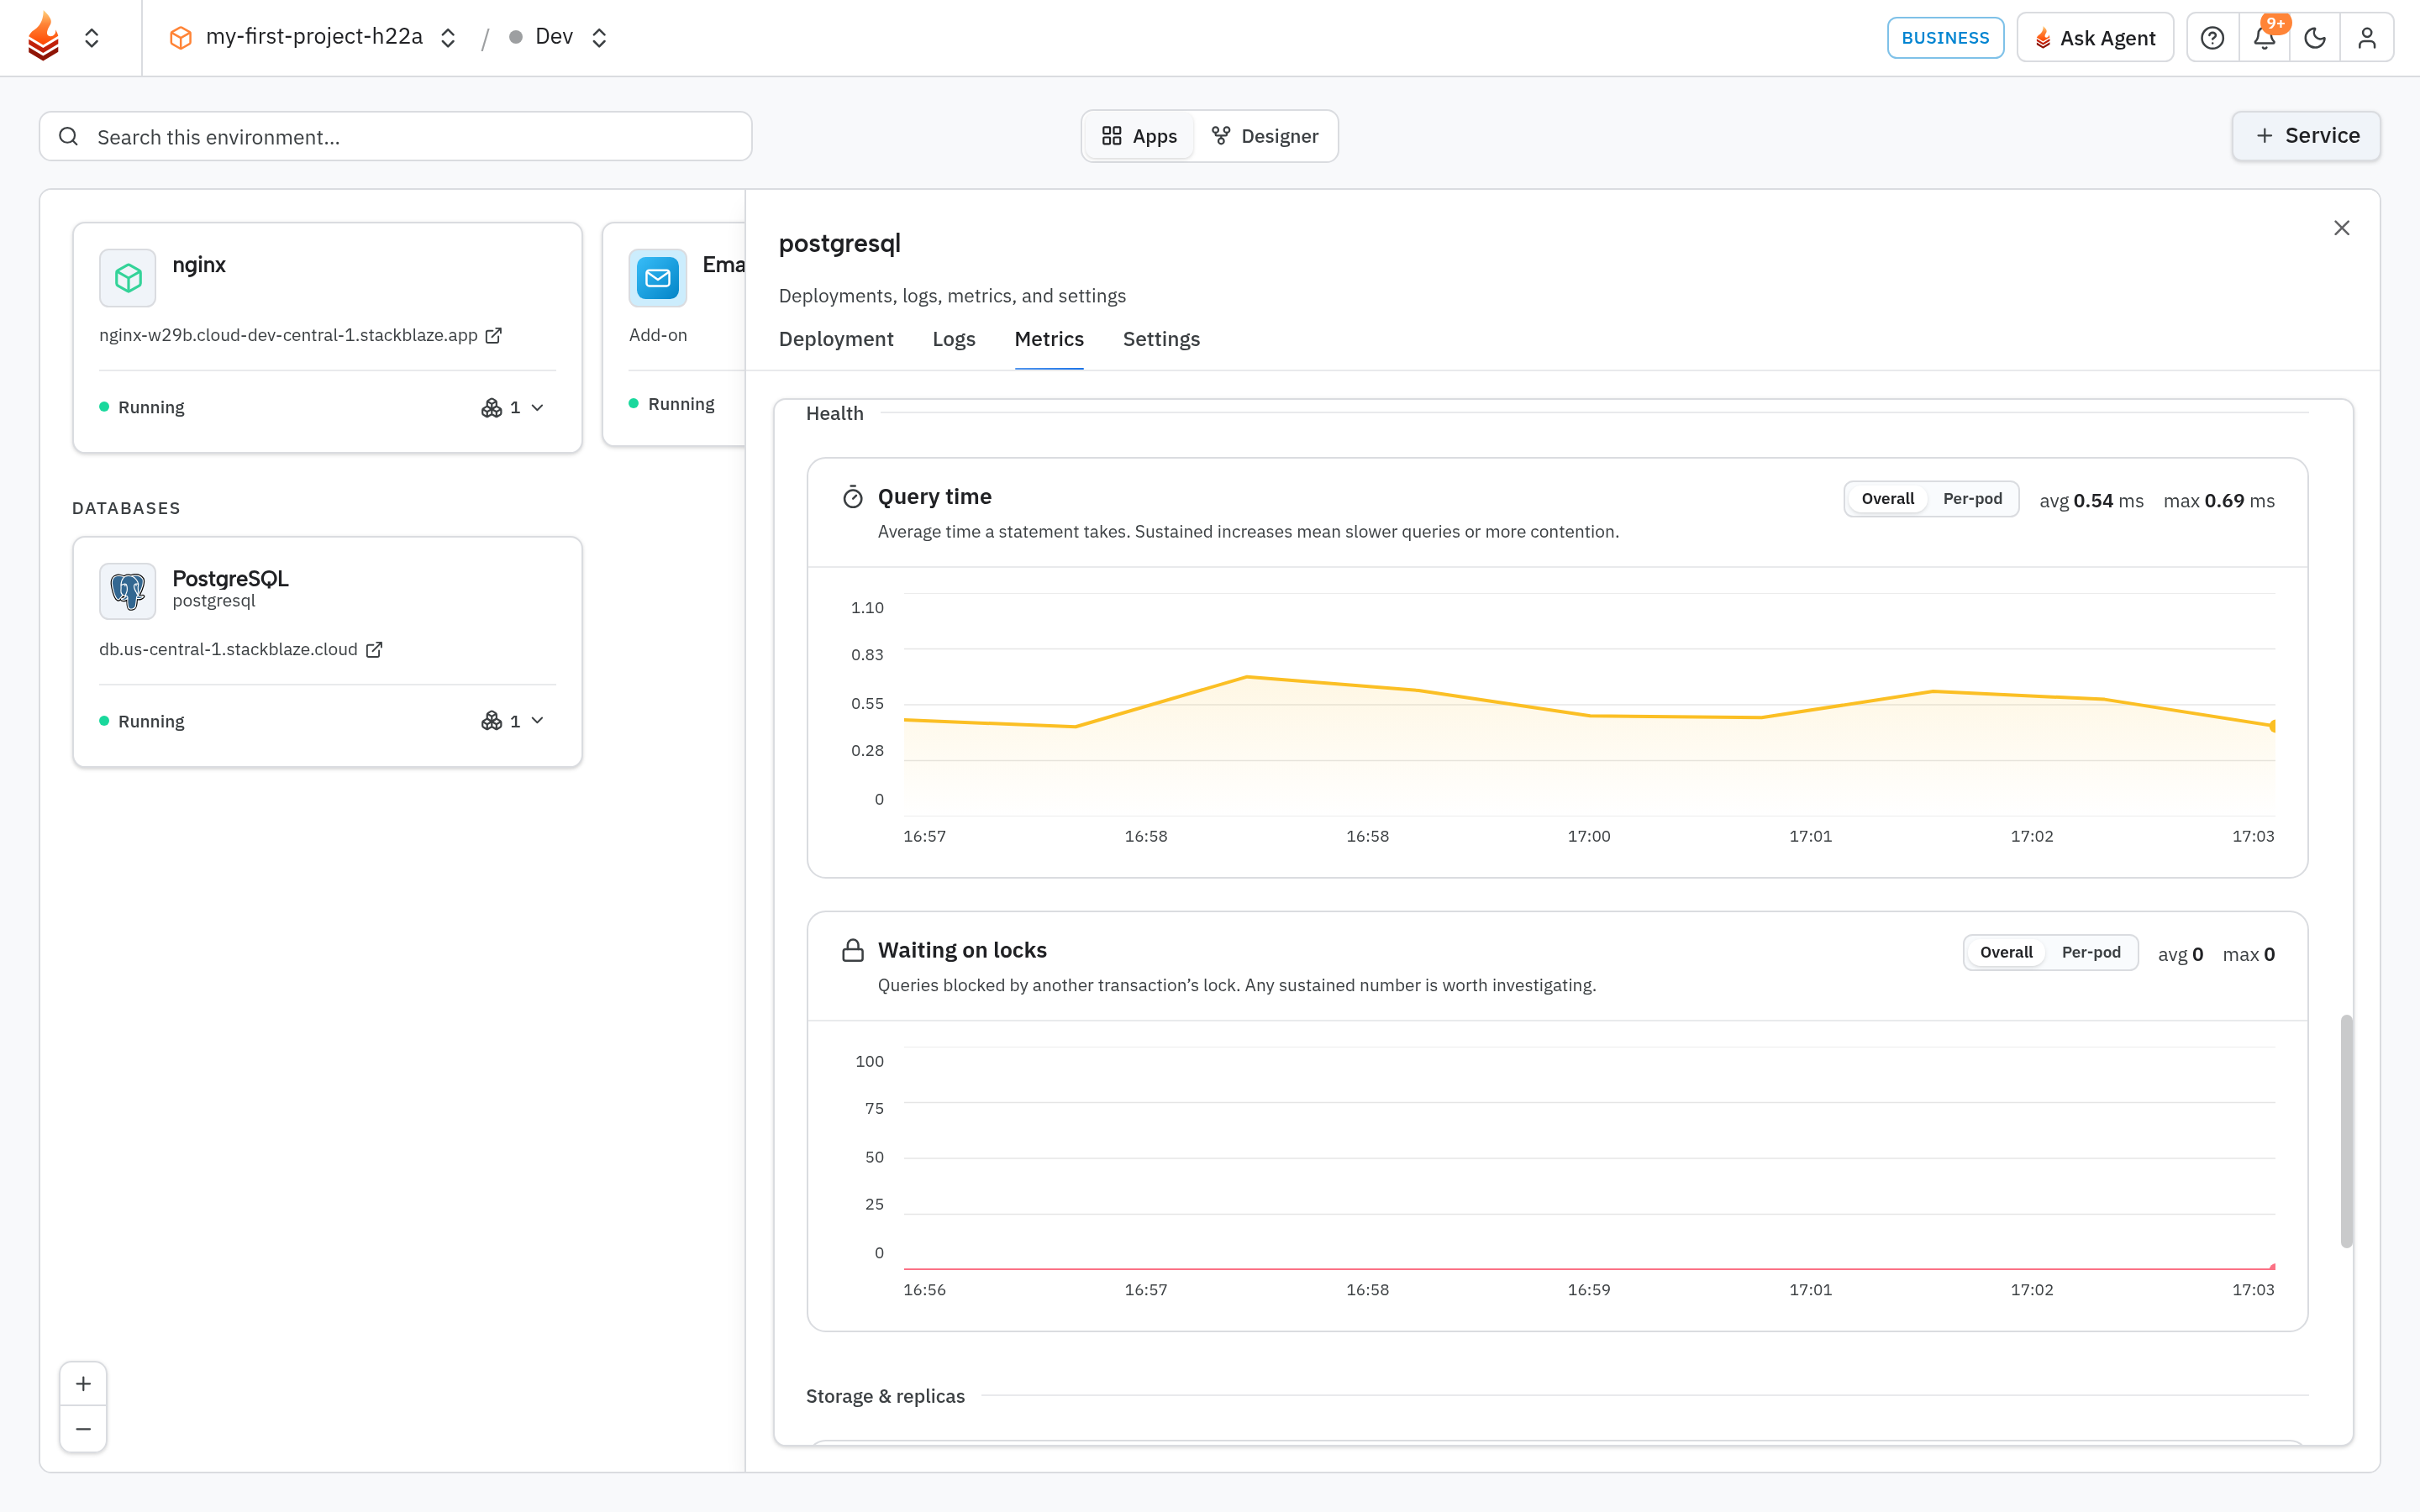 my-first-project-h22a / Dev
BUSINESS
Ask Agent
9+
Search this environment...
Apps
Designer
+ Service
nginx
nginx-w29b.cloud-dev-central-1.stackblaze.app
Running
1
Ema
Add-on
Running
DATABASES
PostgreSQL
postgresql
db.us-central-1.stackblaze.cloud
Running
1
+
−
postgresql
Deployments, logs, metrics, and settings
Deployment Logs Metrics Settings
Health
Query time
Overall Per-pod avg 0.54 ms max 0.69 ms
Average time a statement takes. Sustained increases mean slower queries or more contention.
1.10
0.83
0.55
0.28
0
16:57 16:58 16:58 17:00 17:01 17:02 17:03
Waiting on locks
Overall Per-pod avg 0 max 0
Queries blocked by another transaction’s lock. Any sustained number is worth investigating.
100
75
50
25
0
16:56 16:57 16:58 16:59 17:01 17:02 17:03
Storage & replicas